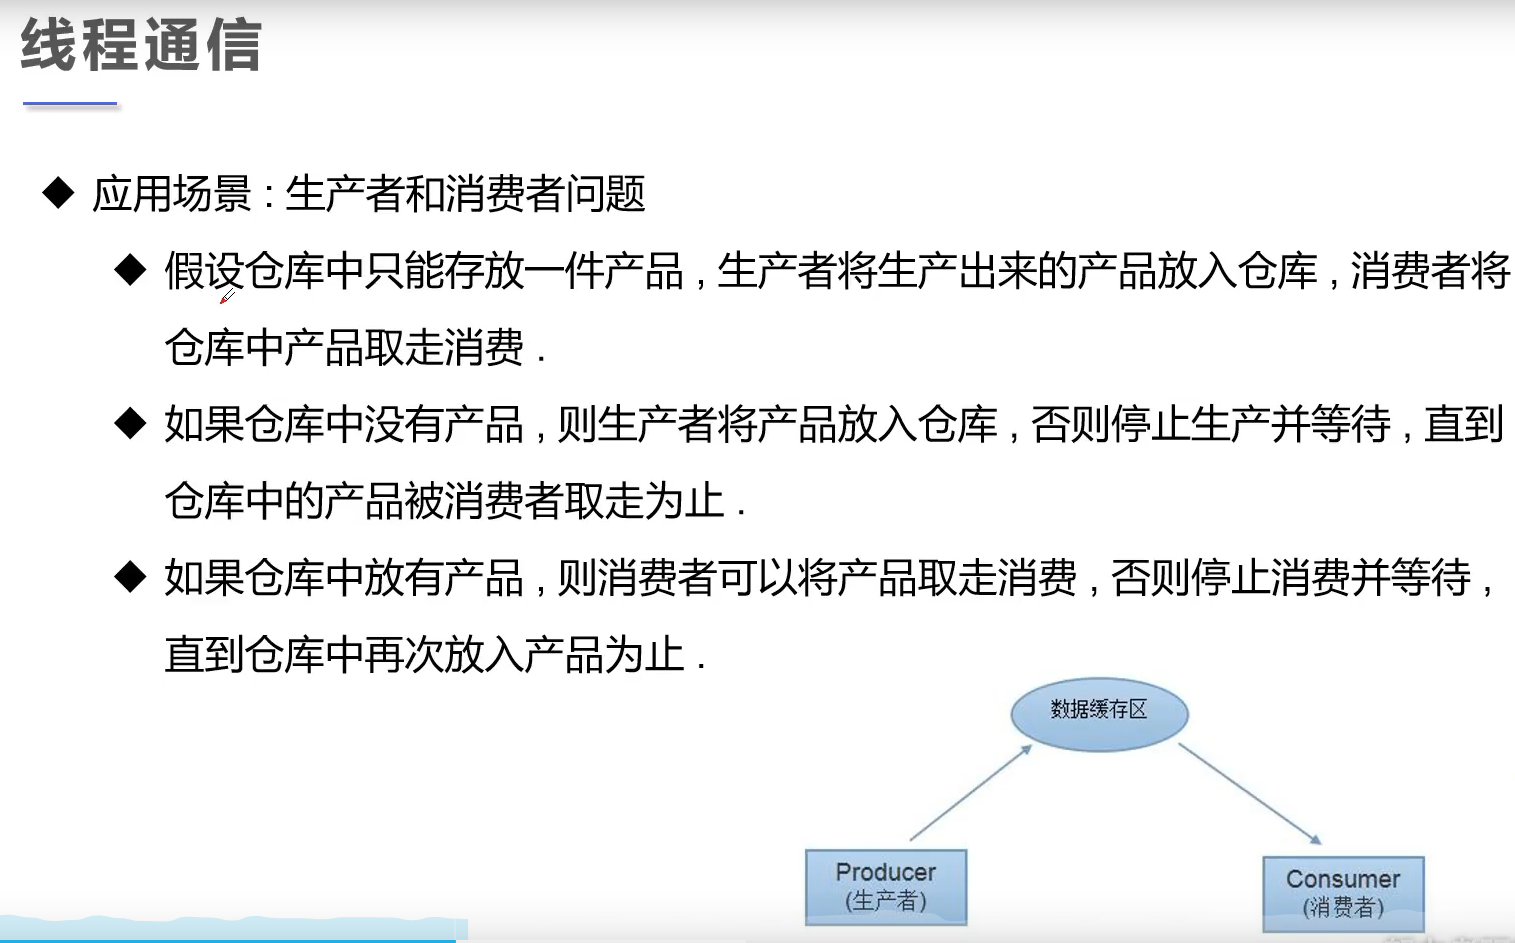 线程通信
◆ 应用场景 : 生产者和消费者问题
◆ 假设仓库中只能存放一件产品 , 生产者将生产出来的产品放入仓库 , 消费者将
仓库中产品取走消费 .
◆ 如果仓库中没有产品 , 则生产者将产品放入仓库 , 否则停止生产并等待 , 直到
仓库中的产品被消费者取走为止 .
◆ 如果仓库中放有产品 , 则消费者可以将产品取走消费 , 否则停止消费并等待 ,
直到仓库中再次放入产品为止 .
数据缓存区
Producer
(生产者)
Consumer
(消费者)